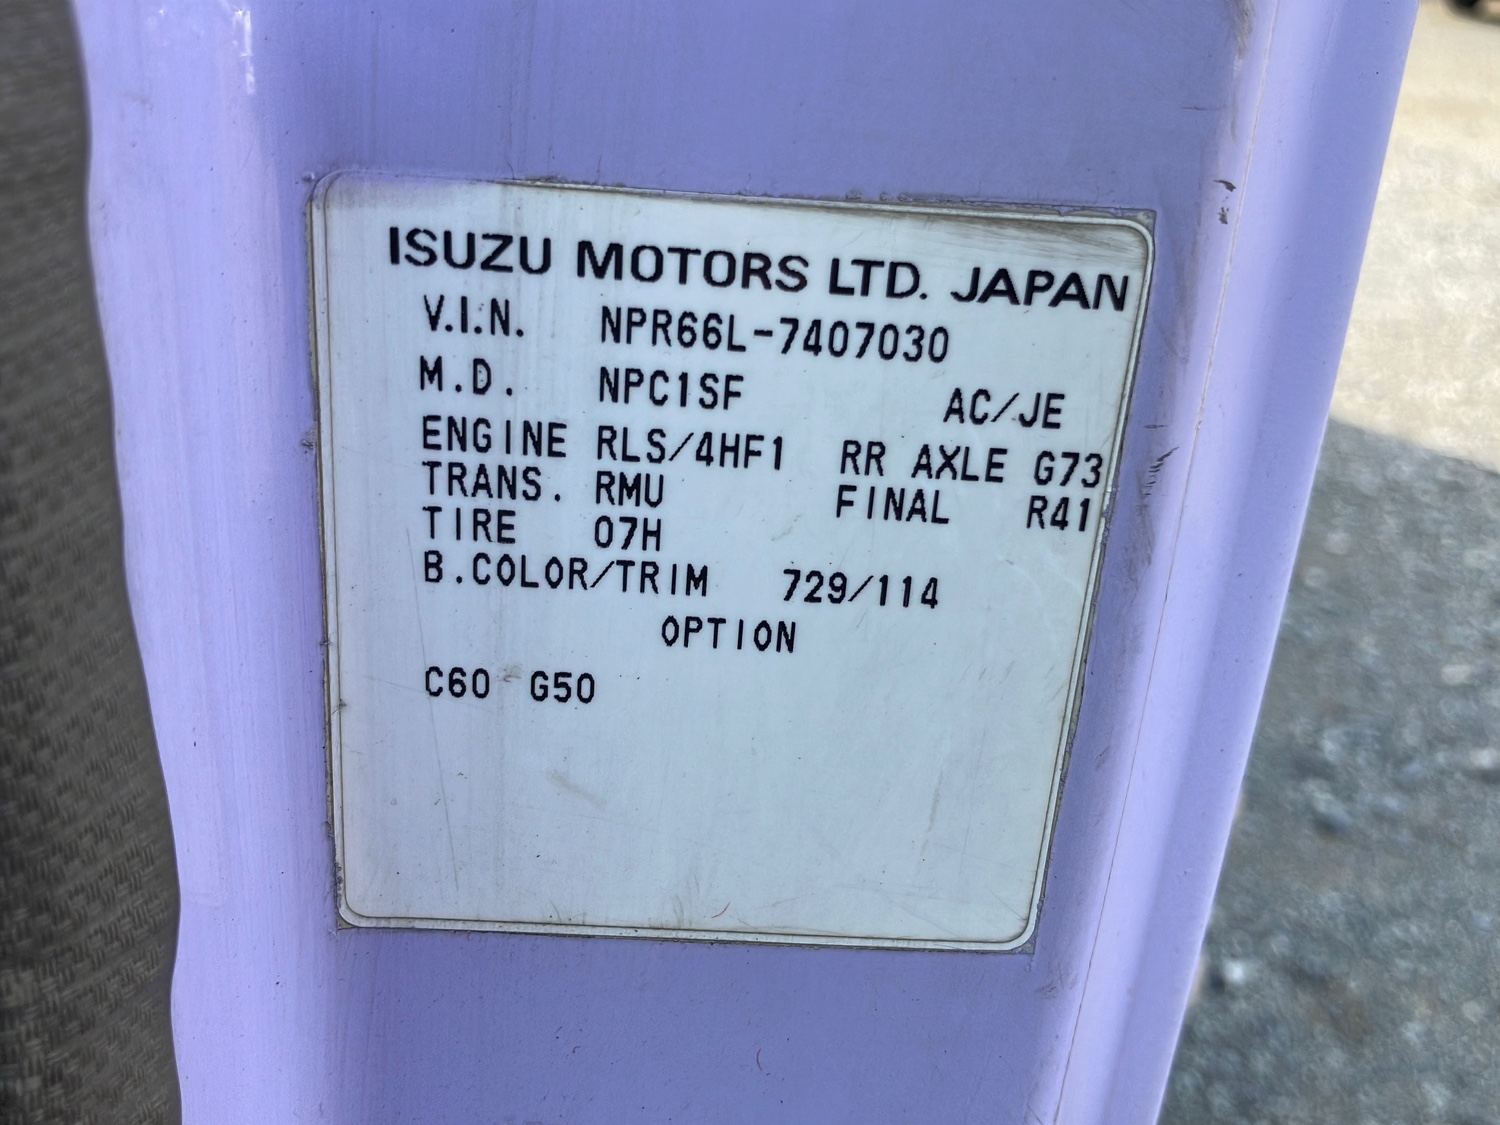 ISUZU MOTORS LTD. JAPAN
V.I.N. NPR66L-7407030
M.D. NPC1SF AC/JE
ENGINE RLS/4HF1 RR AXLE G73
TRANS. RMU FINAL R41
TIRE 07H
B.COLOR/TRIM 729/114
OPTION
C60 G50